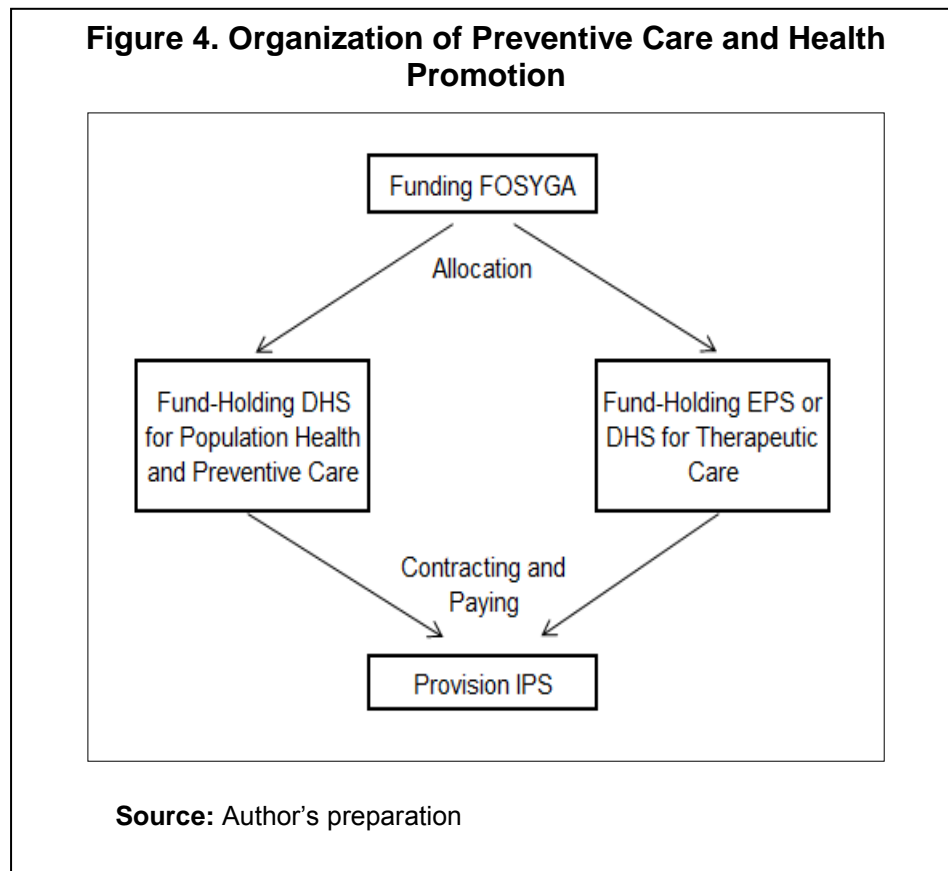 Figure 4. Organization of Preventive Care and Health
Promotion
Funding FOSYGA
Allocation
Fund-Holding DHS
for Population Health
and Preventive Care
Fund-Holding EPS or
DHS for Therapeutic
Care
Contracting and
Paying
Provision IPS
Source: Author’s preparation